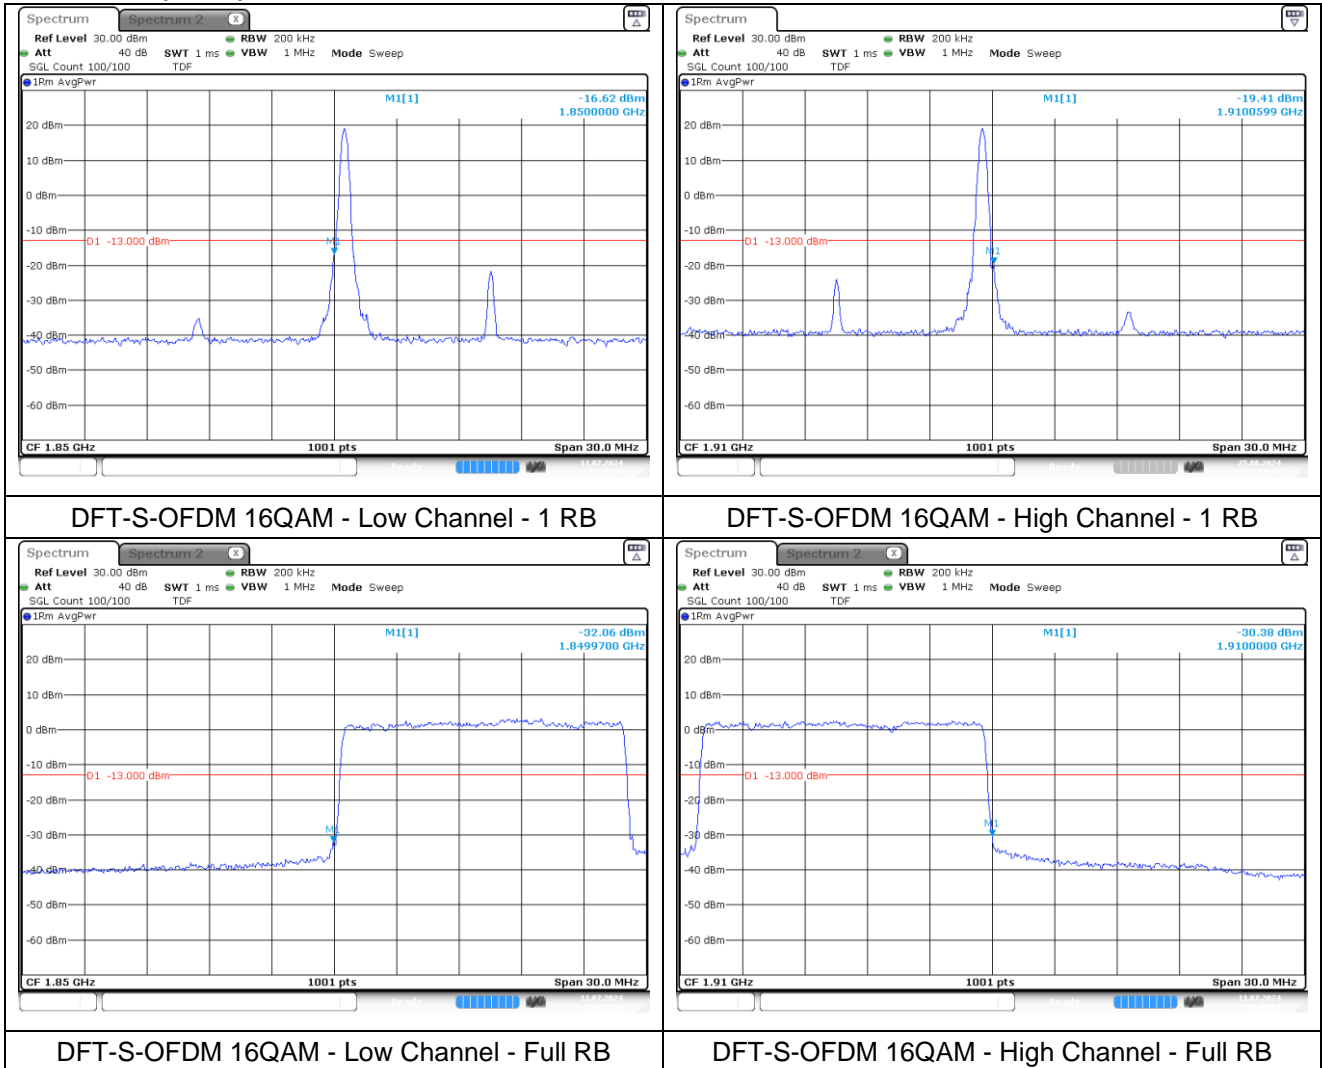 Spectrum
Spectrum 2 X
Ref Level 30.00 dBm RBW 200 kHz
Att 40 dB SWT 1 ms VBW 1 MHz Mode Sweep
SGL Count 100/100 TDF
1Rm AvgPwr
M1[1] -16.62 dBm
1.8500000 GHz
20 dBm
10 dBm
0 dBm
-10 dBm
D1 -13.000 dBm
M1
-20 dBm
-30 dBm
-40 dBm
-50 dBm
-60 dBm
CF 1.85 GHz 1001 pts Span 30.0 MHz
Ready 11.07.2024
DFT-S-OFDM 16QAM - Low Channel - 1 RB
Spectrum
Ref Level 30.00 dBm RBW 200 kHz
Att 40 dB SWT 1 ms VBW 1 MHz Mode Sweep
SGL Count 100/100 TDF
1Rm AvgPwr
M1[1] -19.41 dBm
1.9100599 GHz
20 dBm
10 dBm
0 dBm
-10 dBm
D1 -13.000 dBm
M1
-20 dBm
-30 dBm
-40 dBm
-50 dBm
-60 dBm
CF 1.91 GHz 1001 pts Span 30.0 MHz
DFT-S-OFDM 16QAM - High Channel - 1 RB
Spectrum
Spectrum 2 X
Ref Level 30.00 dBm RBW 200 kHz
Att 40 dB SWT 1 ms VBW 1 MHz Mode Sweep
SGL Count 100/100 TDF
1Rm AvgPwr
M1[1] -32.06 dBm
1.8499700 GHz
20 dBm
10 dBm
0 dBm
-10 dBm
D1 -13.000 dBm
-20 dBm
M1
-30 dBm
-40 dBm
-50 dBm
-60 dBm
CF 1.85 GHz 1001 pts Span 30.0 MHz
Ready 11.07.2024
DFT-S-OFDM 16QAM - Low Channel - Full RB
Spectrum
Spectrum 2 X
Ref Level 30.00 dBm RBW 200 kHz
Att 40 dB SWT 1 ms VBW 1 MHz Mode Sweep
SGL Count 100/100 TDF
1Rm AvgPwr
M1[1] -30.38 dBm
1.9100000 GHz
20 dBm
10 dBm
0 dBm
-10 dBm
D1 -13.000 dBm
-20 dBm
M1
-30 dBm
-40 dBm
-50 dBm
-60 dBm
CF 1.91 GHz 1001 pts Span 30.0 MHz
Ready 11.07.2024
DFT-S-OFDM 16QAM - High Channel - Full RB